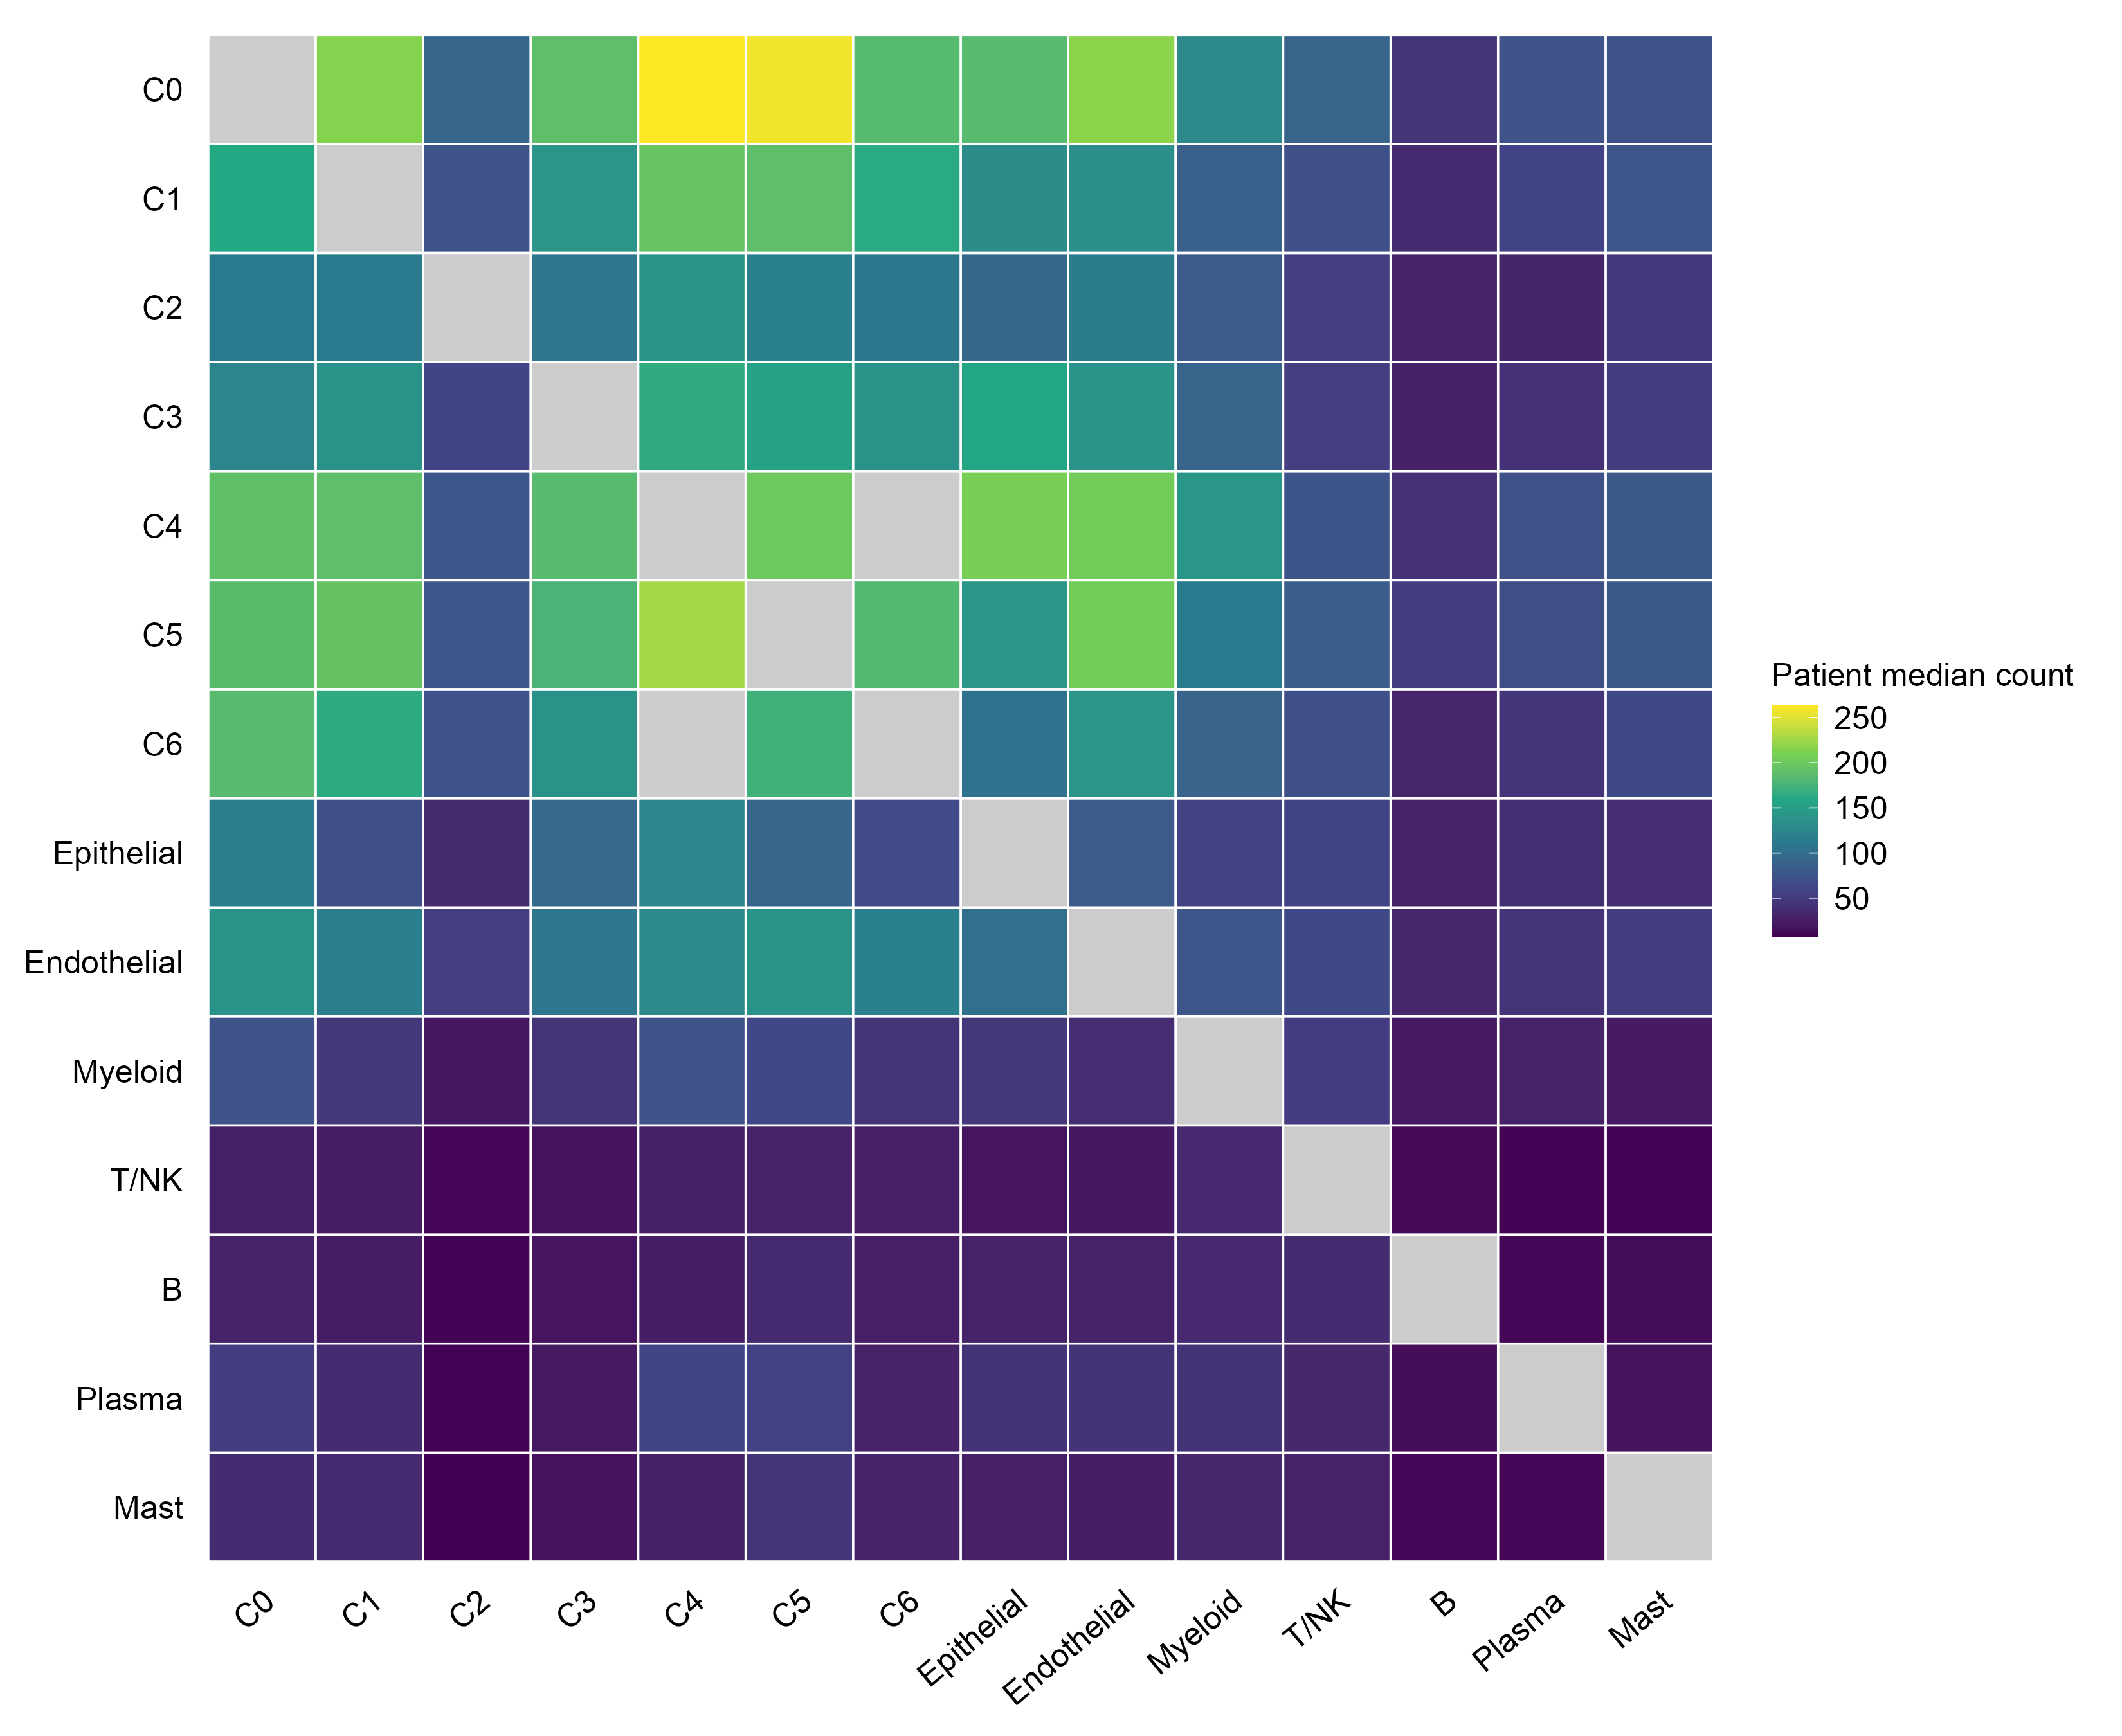 C0
C1
C2
C3
C4
C5
C6
Epithelial
Endothelial
Myeloid
T/NK
B
Plasma
Mast
C0
C1
C2
C3
C4
C5
C6
Epithelial
Endothelial
Myeloid
T/NK
B
Plasma
Mast
Patient median count
250
200
150
100
50